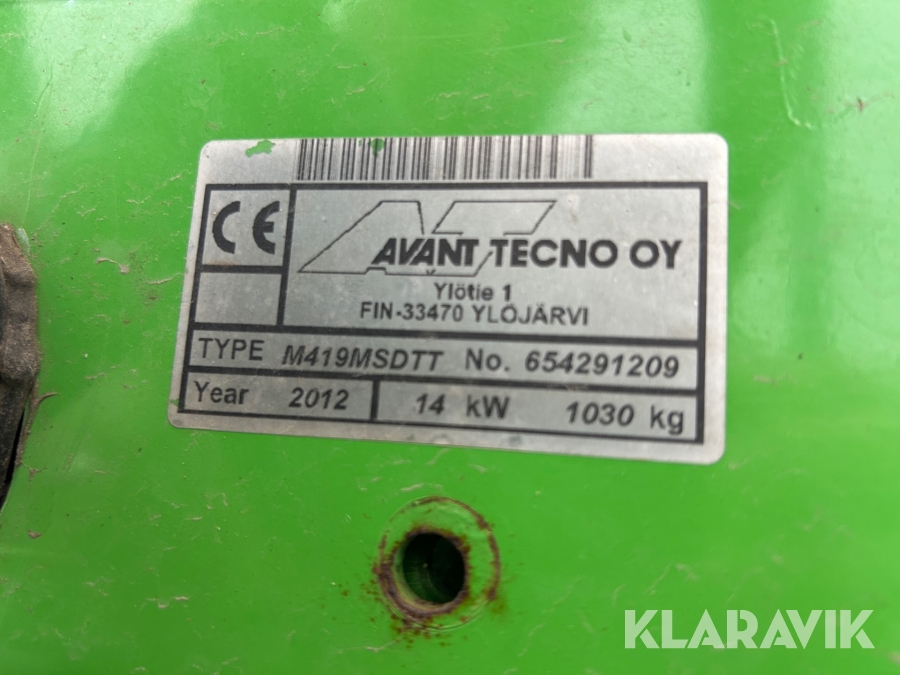 CE
AVANT TECNO OY
Ylötie 1
FIN-33470 YLÖJÄRVI
TYPE M419MSDTT No. 654291209
Year 2012 14 kW 1030 kg
KLARAVIK